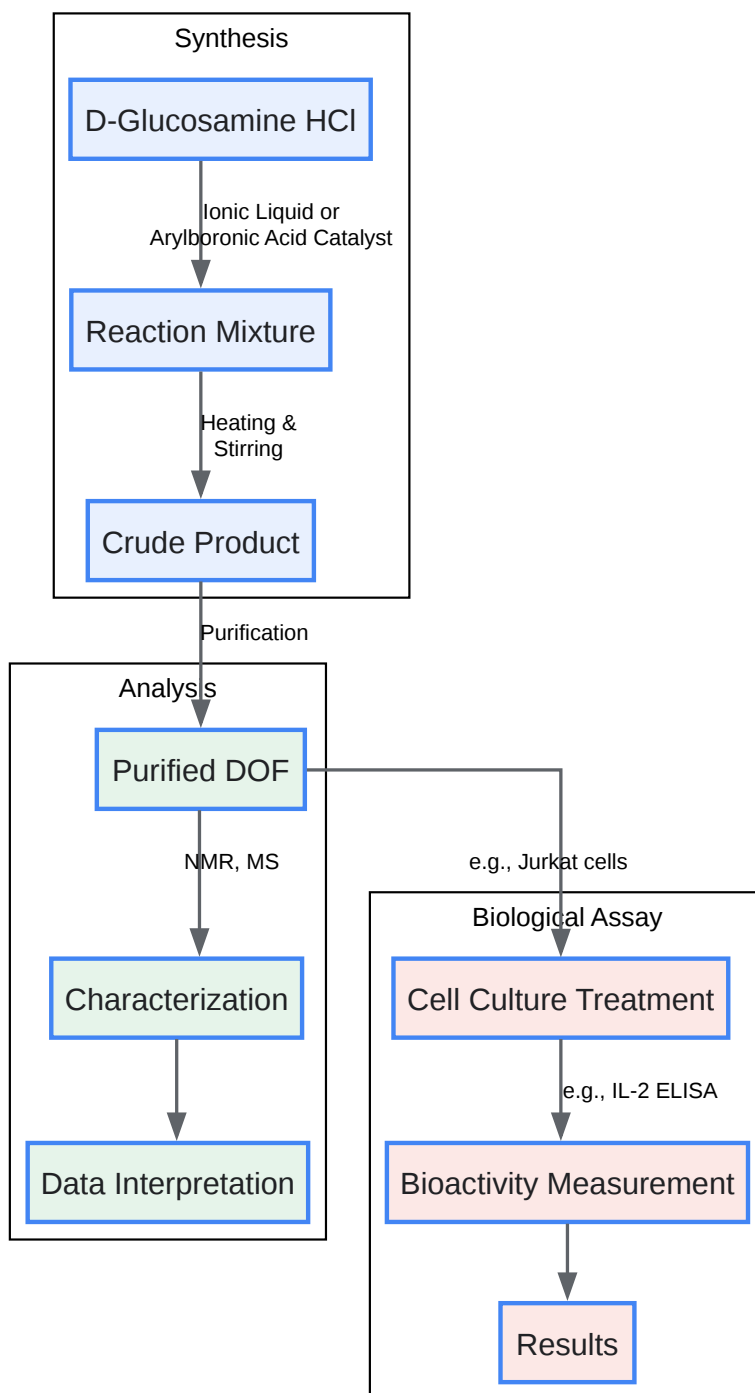 Synthesis
D-Glucosamine HCl
Ionic Liquid or
Arylboronic Acid Catalyst
Reaction Mixture
Heating &
Stirring
Crude Product
Purification
Analysis
Purified DOF
NMR, MS
e.g., Jurkat cells
Biological Assay
Characterization
Cell Culture Treatment
e.g., IL-2 ELISA
Data Interpretation
Bioactivity Measurement
Results